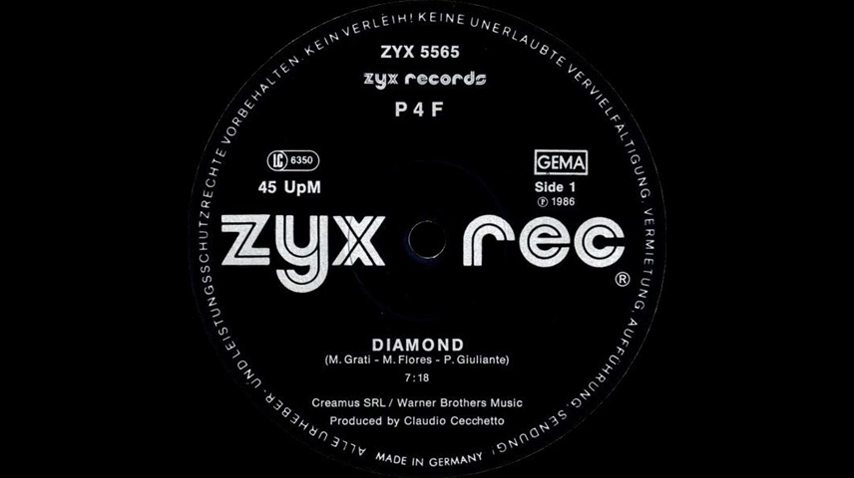 ALLE URHEBER- UND LEISTUNGSSCHUTZRECHTE VORBEHALTEN. KEIN VERLEIH! KEINE UNERLAUBTE VERVIELFÄLTIGUNG, VERMIETUNG, AUFFÜHRUNG, SENDUNG!
ZYX 5565
zyx records
P 4 F
LC 6350
GEMA
45 UpM
Side 1
℗ 1986
zyx rec
®
DIAMOND
(M. Grati - M. Flores - P. Giuliante)
7:18
Creamus SRL / Warner Brothers Music
Produced by Claudio Cecchetto
MADE IN GERMANY